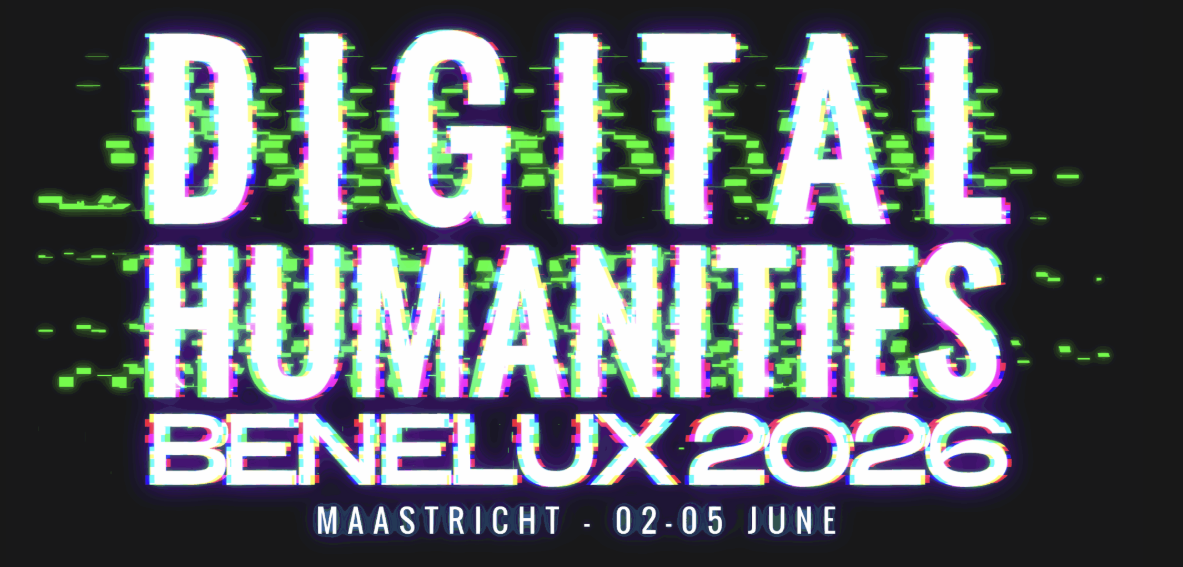 DIGITAL
HUMANITIES
BENELUX 2026
MAASTRICHT - 02-05 JUNE